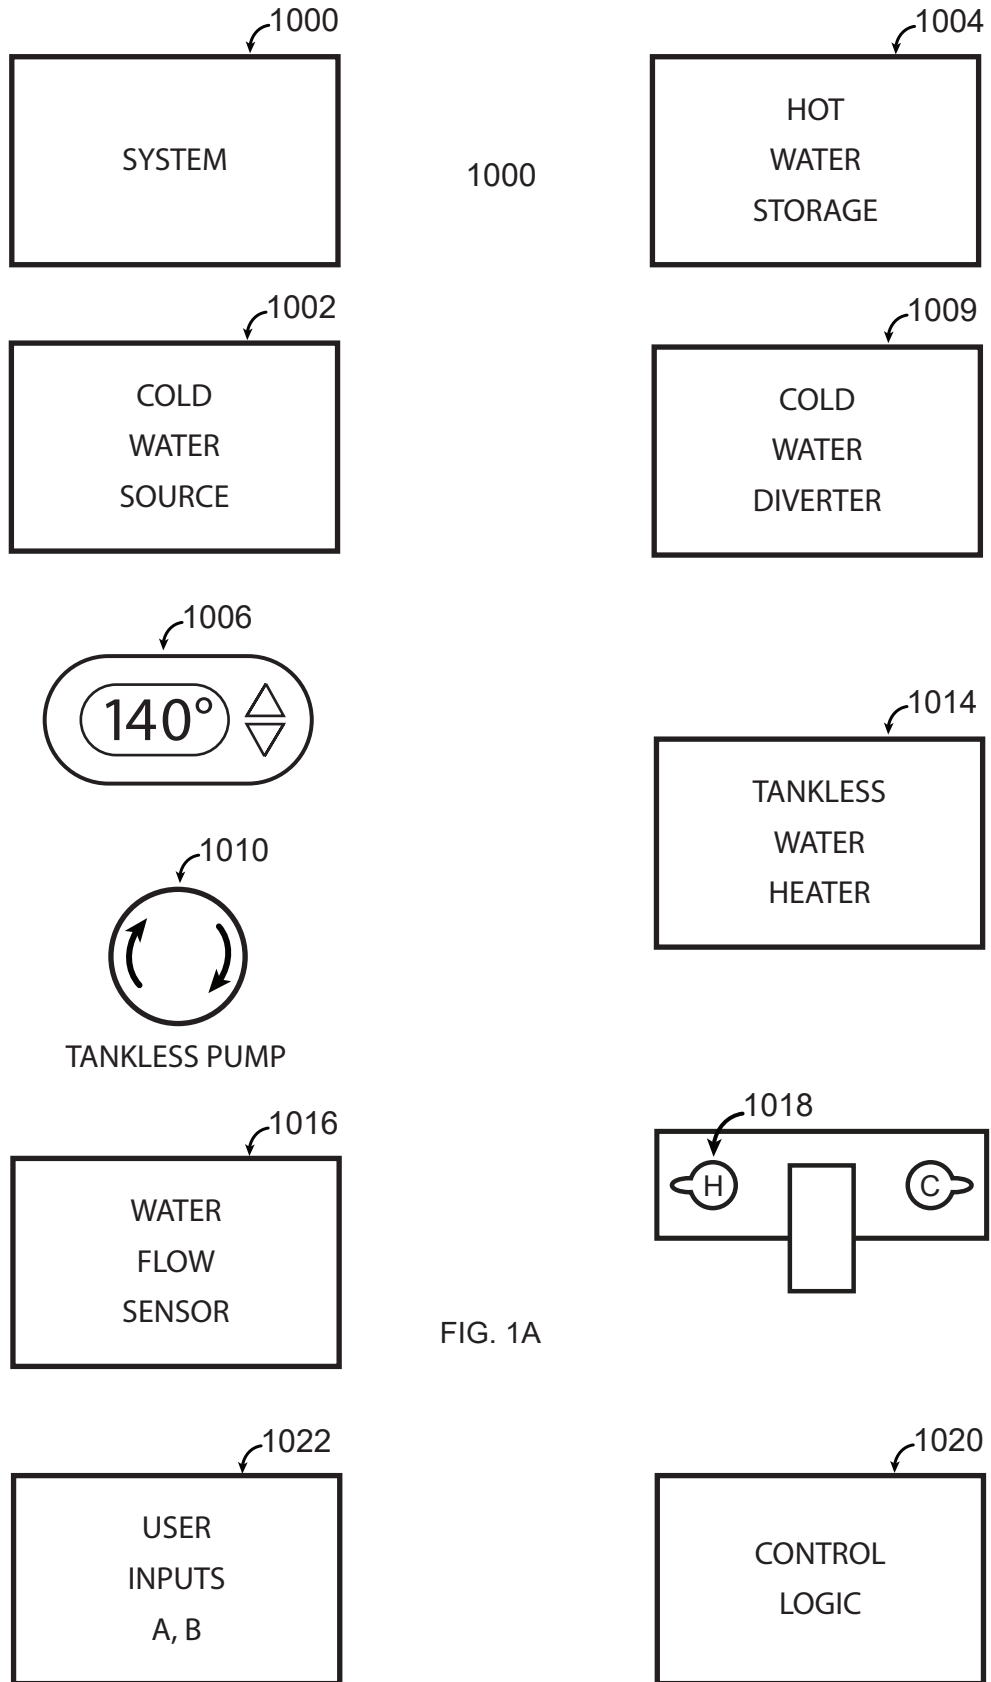 1000
SYSTEM
1000
1004
HOT
WATER
STORAGE
1002
COLD
WATER
SOURCE
1009
COLD
WATER
DIVERTER
1006
140°
1014
TANKLESS
WATER
HEATER
1010
TANKLESS PUMP
1016
WATER
FLOW
SENSOR
1018
H
C
FIG. 1A
1022
USER
INPUTS
A, B
1020
CONTROL
LOGIC